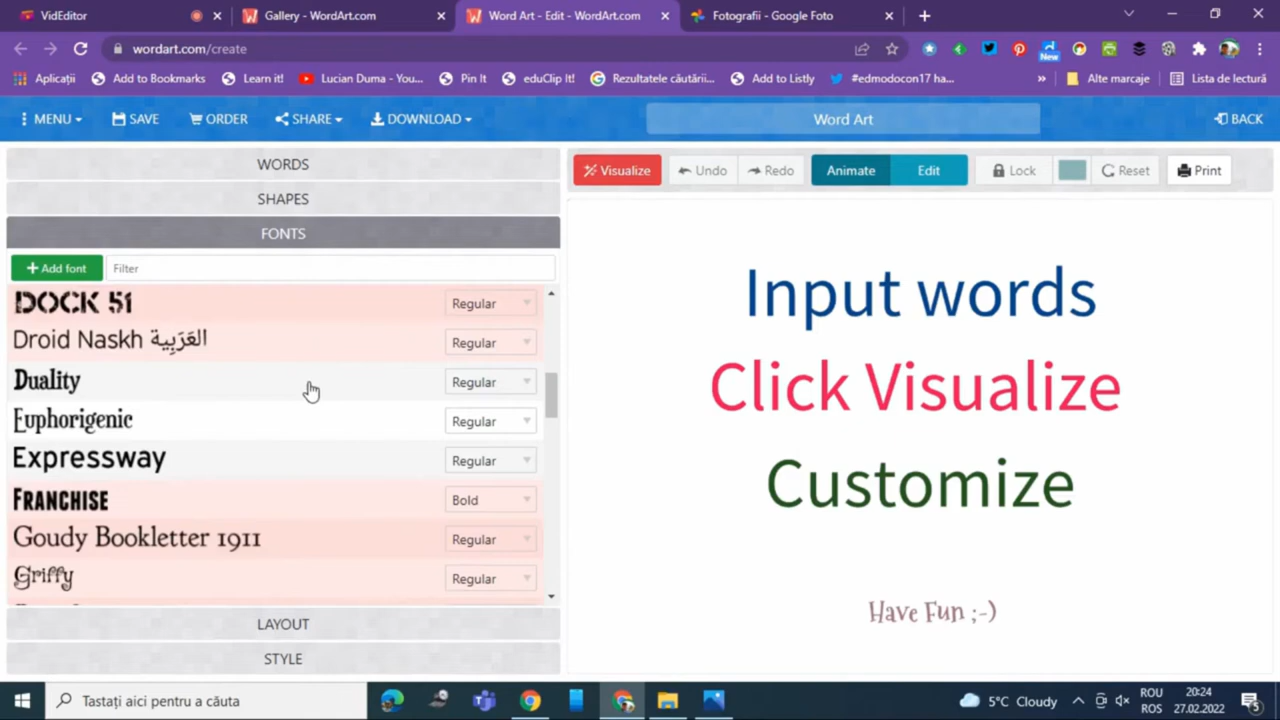 VidEditor
Gallery - WordArt.com
Word Art - Edit - WordArt.com
Fotografii - Google Foto
wordart.com/create
New
Aplicații
Add to Bookmarks
Learn it!
Lucian Duma - You...
Pin It
eduClip It!
Rezultatele căutării...
Add to Listly
#edmodocon17 ha...
»
Alte marcaje
Lista de lectură
MENU
SAVE
ORDER
SHARE
DOWNLOAD
Word Art
BACK
WORDS
SHAPES
FONTS
Add font
Filter
DOCK 51
Regular
Droid Naskh العَرَبِية
Regular
Duality
Regular
Euphorigenic
Regular
Expressway
Regular
FRANCHISE
Bold
Goudy Bookletter 1911
Regular
Griffy
Regular
LAYOUT
STYLE
Visualize
Undo
Redo
Animate
Edit
Lock
Reset
Print
Input words
Click Visualize
Customize
Have Fun ;-)
Tastați aici pentru a căuta
5°C Cloudy
ROU
ROS
20:24
27.02.2022
5